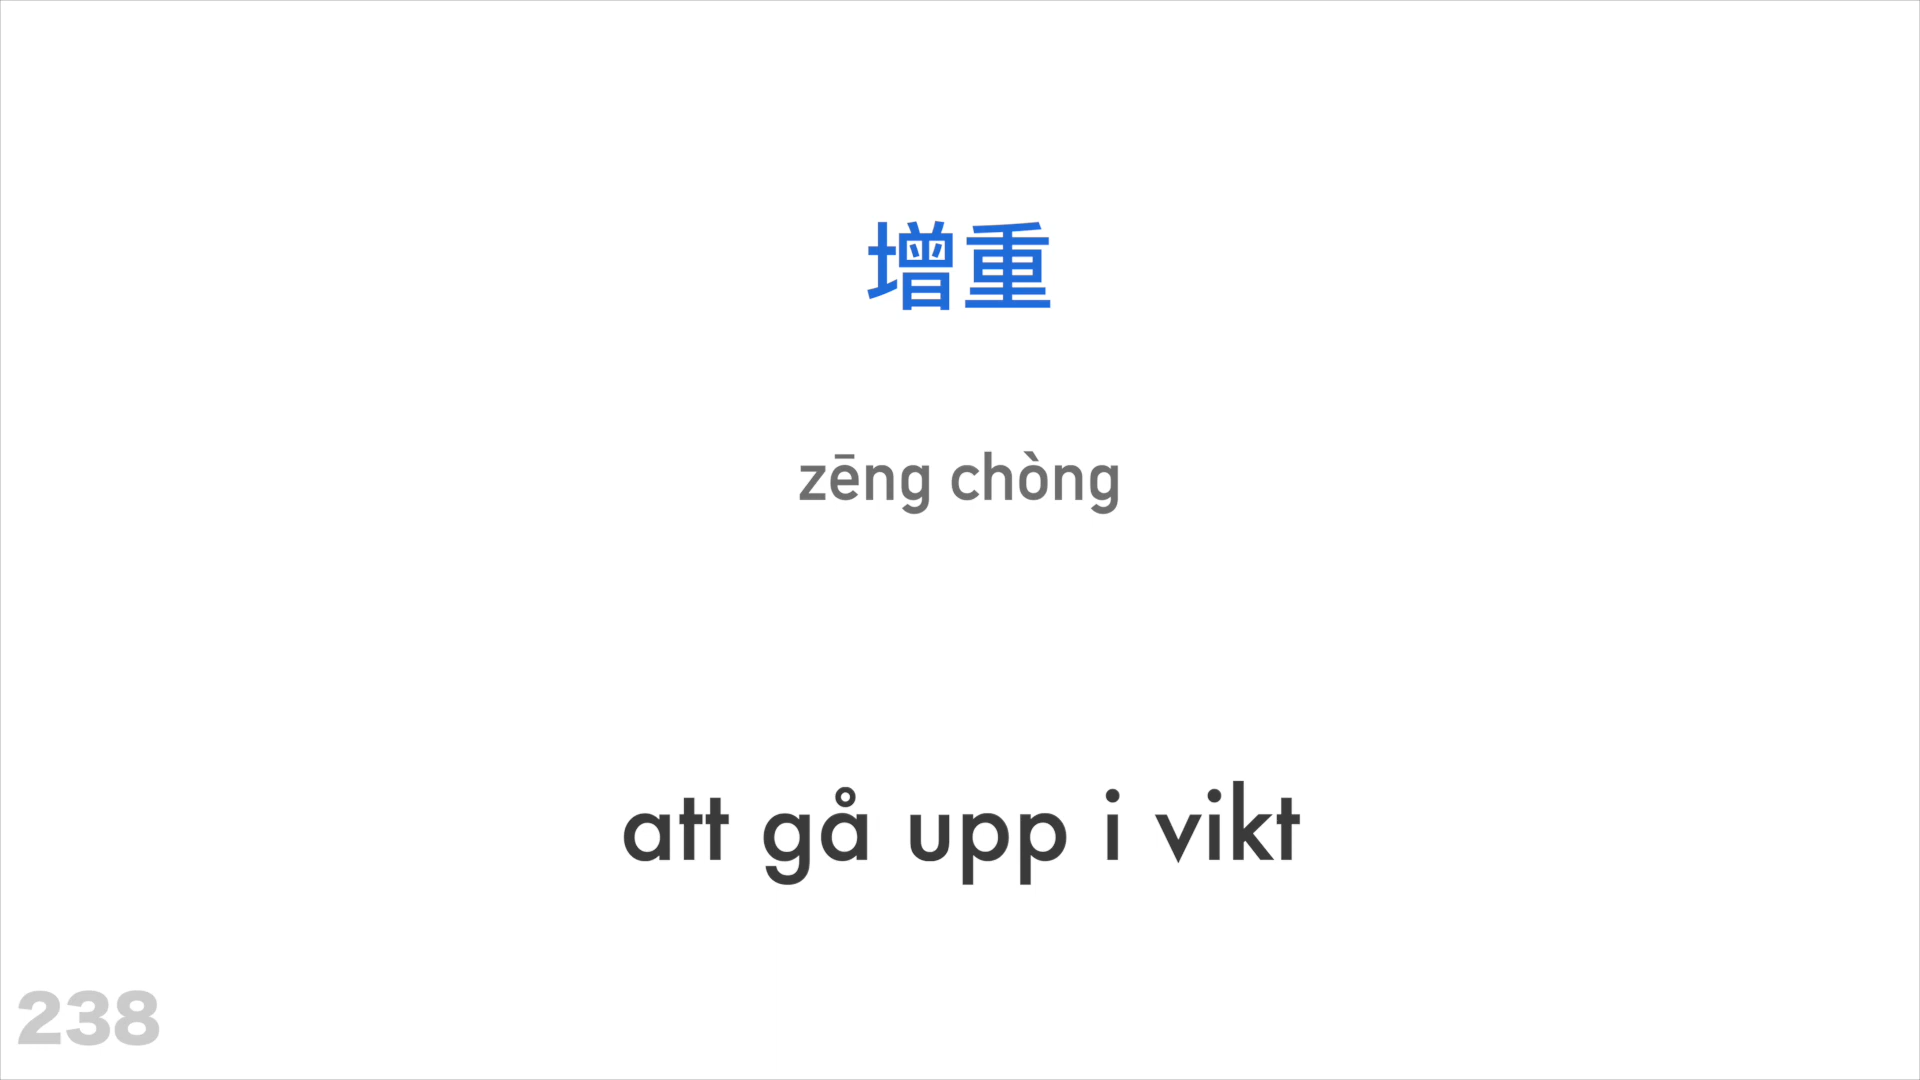 增重
zēng chòng
att gå upp i vikt
238